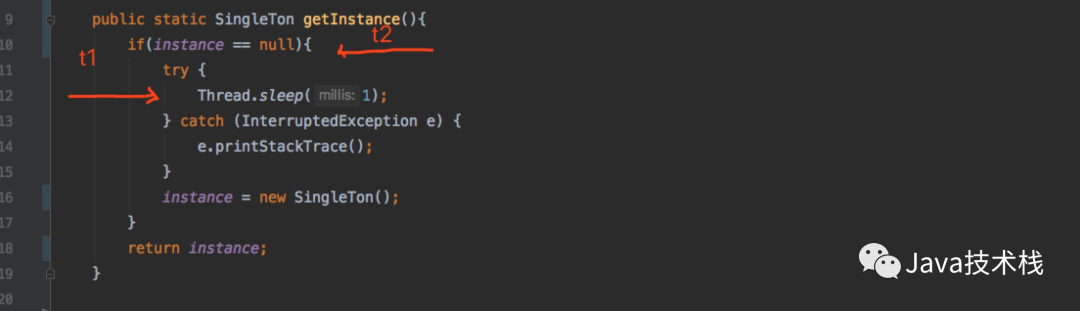 9 public static SingleTon getInstance(){
10 if(instance == null){
t2
t1
11 try {
12 Thread.sleep( millis: 1);
13 } catch (InterruptedException e) {
14 e.printStackTrace();
15 }
16 instance = new SingleTon();
17 }
18 return instance;
19 }
20
Java技术栈